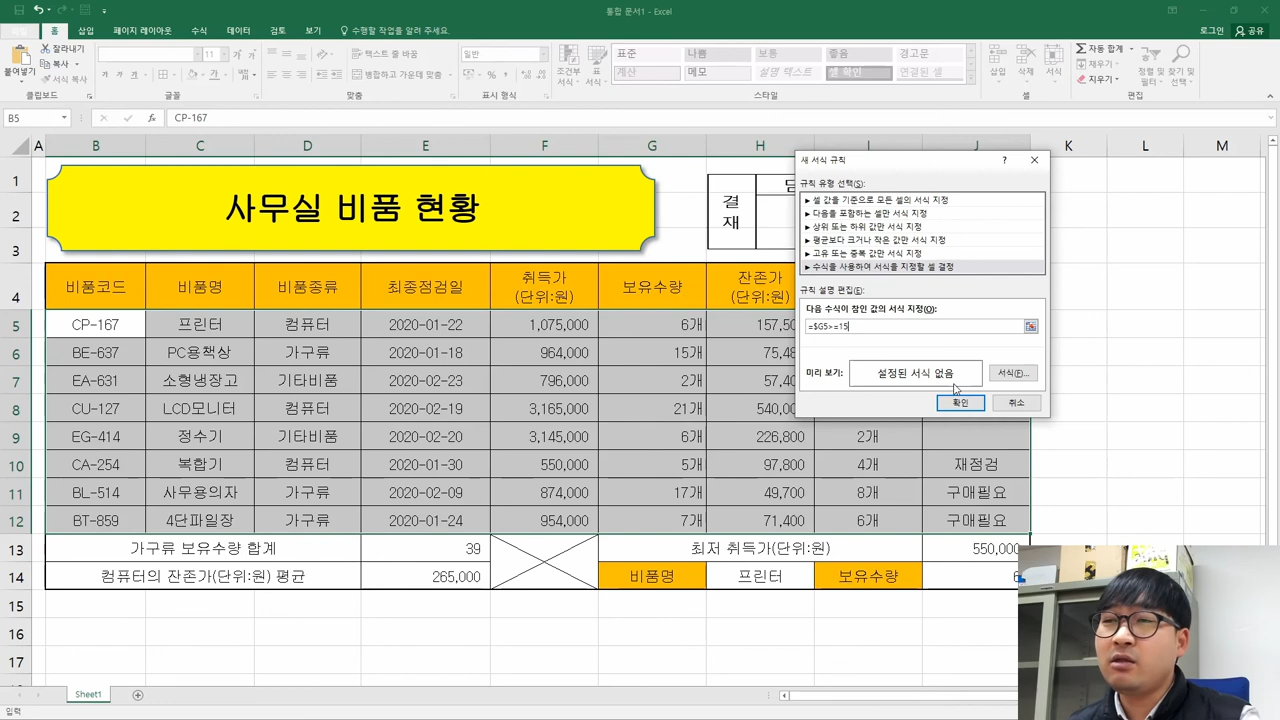 통합 문서1 - Excel
홈 삽입 페이지 레이아웃 수식 데이터 검토 보기 수행할 작업을 알려 주세요. 로그인 공유
붙여넣기 잘라내기 복사 서식 복사 클립보드
11 가 가 가 가 가 글꼴
텍스트 줄 바꿈 병합하고 가운데 맞춤 맞춤
일반 % 표시 형식
조건부 서식 표 서식 표준 나쁨 보통 좋음 경고문
계산 메모 설명 텍스트 셀 확인 연결된 셀 스타일
삽입 삭제 서식 셀
자동 합계 채우기 지우기 정렬 및 필터 찾기 및 선택 편집
B5 fx CP-167
A B C D E F G H I J K L M
1 사무실 비품 현황
2 결
재
3
4 비품코드 비품명 비품종류 최종점검일 취득가
(단위:원) 보유수량 잔존가
(단위:원)
5 CP-167 프린터 컴퓨터 2020-01-22 1,075,000 6개
6 BE-637 PC용책상 가구류 2020-01-18 964,000 15개
7 EA-631 소형냉장고 기타비품 2020-02-23 796,000 2개
8 CU-127 LCD모니터 컴퓨터 2020-02-19 3,165,000 21개
9 EG-414 정수기 기타비품 2020-02-20 3,145,000 6개 226,800 2개
10 CA-254 복합기 컴퓨터 2020-01-30 550,000 5개 97,800 4개 재점검
11 BL-514 사무용의자 가구류 2020-02-09 874,000 17개 49,700 8개 구매필요
12 BT-859 4단파일장 가구류 2020-01-24 954,000 7개 71,400 6개 구매필요
13 가구류 보유수량 합계 39 최저 취득가(단위:원) 550,000
14 컴퓨터의 잔존가(단위:원) 평균 265,000 비품명 프린터 보유수량
15
16
17
새 서식 규칙 ?
규칙 유형 선택(S):
► 셀 값을 기준으로 모든 셀의 서식 지정
► 다음을 포함하는 셀만 서식 지정
► 상위 또는 하위 값만 서식 지정
► 평균보다 크거나 작은 값만 서식 지정
► 고유 또는 중복 값만 서식 지정
► 수식을 사용하여 서식을 지정할 셀 결정
규칙 설명 편집(E):
다음 수식이 참인 값의 서식 지정(O):
=$G5>=15
미리 보기: 설정된 서식 없음 서식(F)...
확인 취소
Sheet1
입력